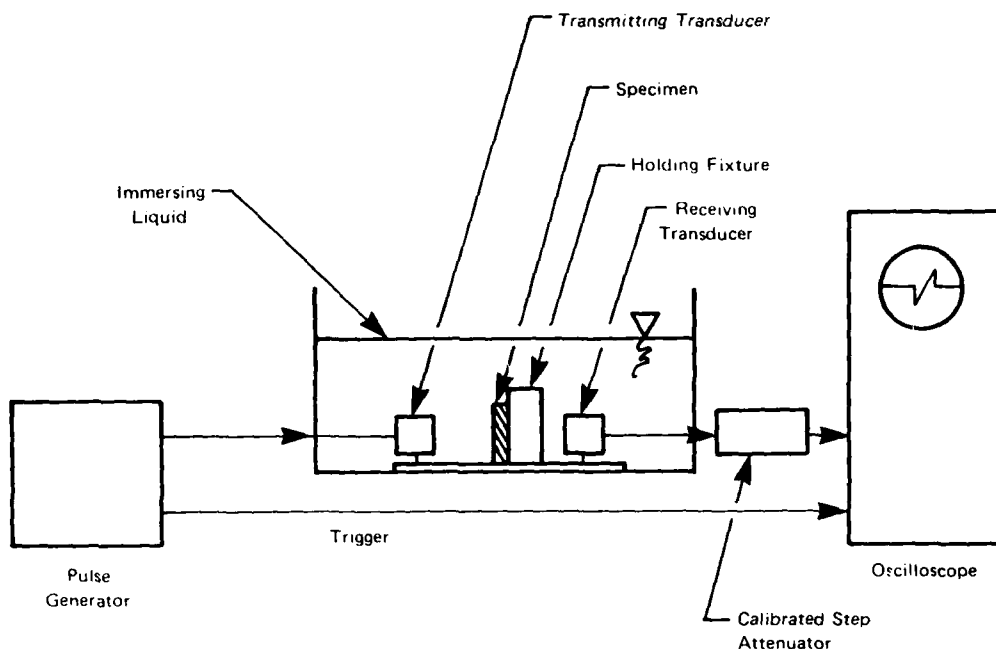 Transmitting Transducer
Specimen
Holding Fixture
Immersing
Liquid
Receiving
Transducer
Trigger
Pulse
Generator
Oscilloscope
Calibrated Step
Attenuator